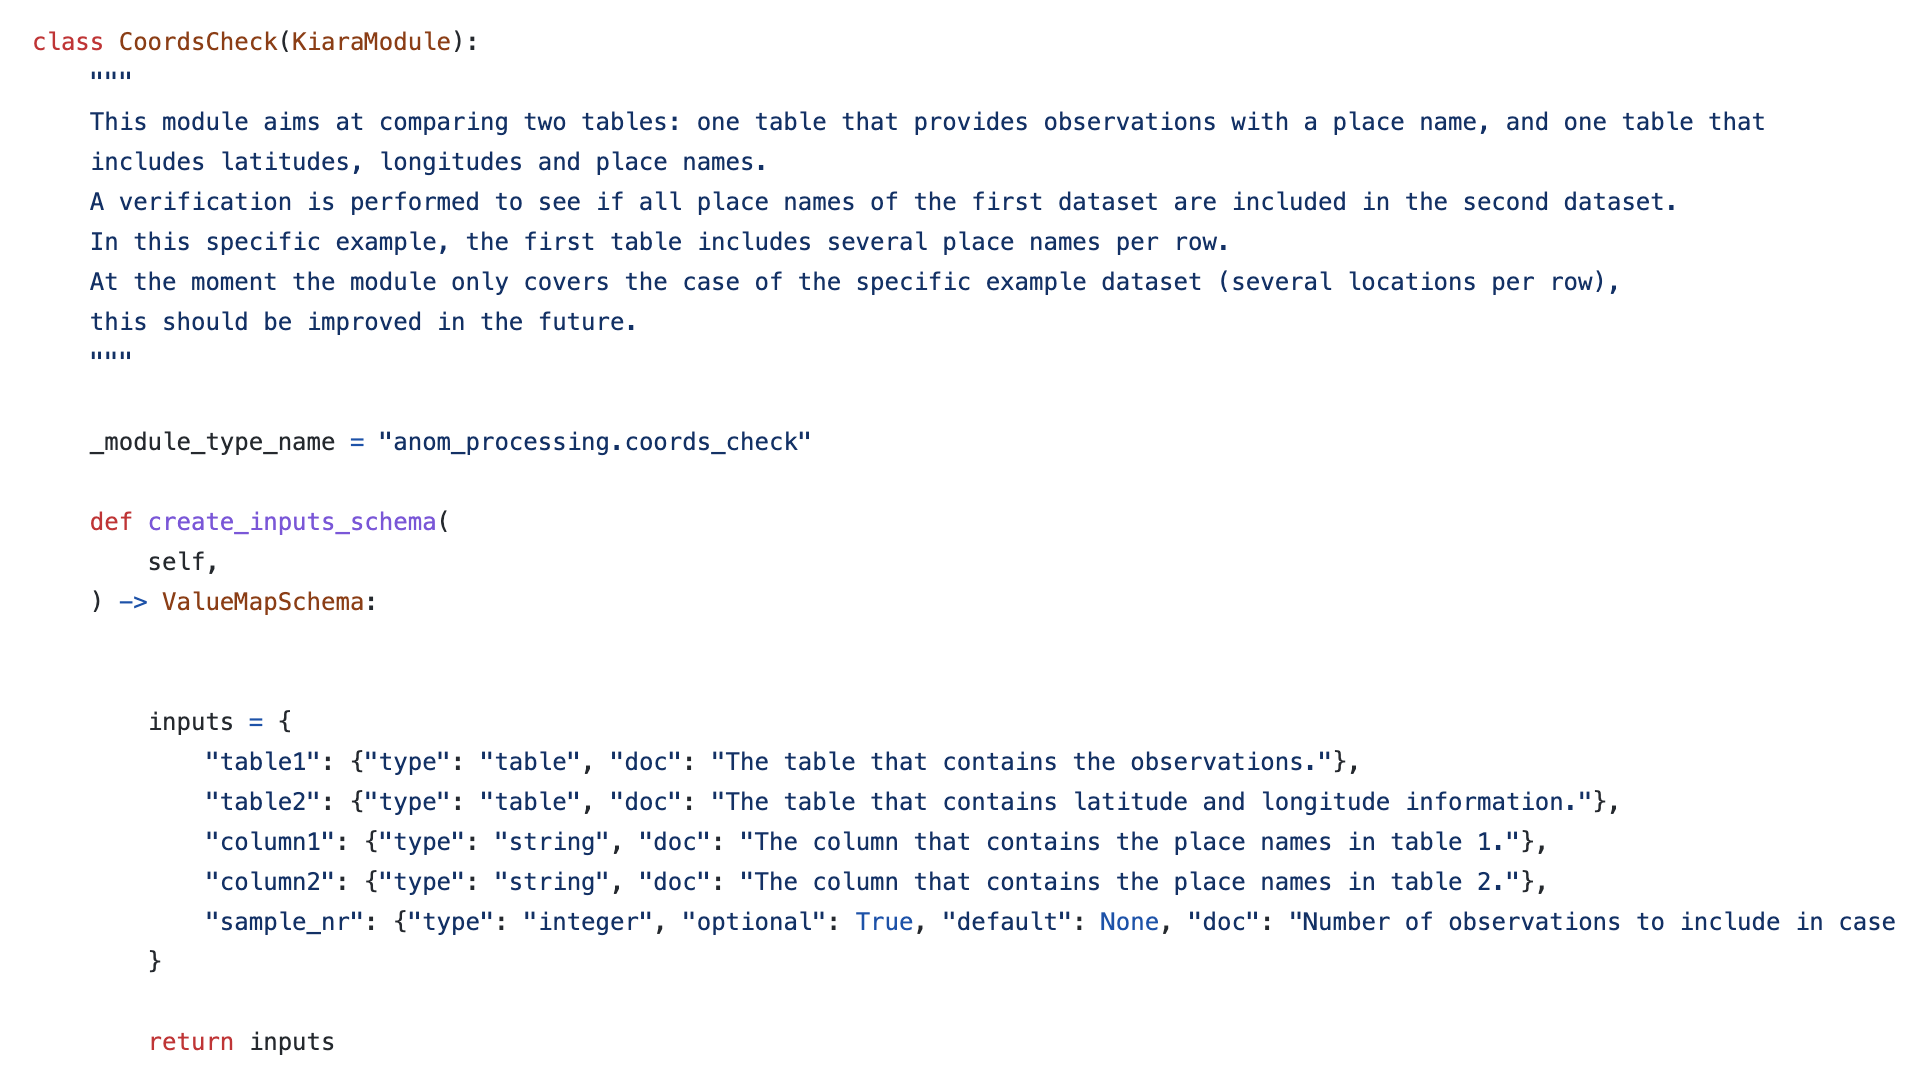 class CoordsCheck(KiaraModule):
    """
    This module aims at comparing two tables: one table that provides observations with a place name, and one table that
    includes latitudes, longitudes and place names.
    A verification is performed to see if all place names of the first dataset are included in the second dataset.
    In this specific example, the first table includes several place names per row.
    At the moment the module only covers the case of the specific example dataset (several locations per row),
    this should be improved in the future.
    """
    _module_type_name = "anom_processing.coords_check"
    def create_inputs_schema(
        self,
    ) -> ValueMapSchema:
        inputs = {
            "table1": {"type": "table", "doc": "The table that contains the observations."},
            "table2": {"type": "table", "doc": "The table that contains latitude and longitude information."},
            "column1": {"type": "string", "doc": "The column that contains the place names in table 1."},
            "column2": {"type": "string", "doc": "The column that contains the place names in table 2."},
            "sample_nr": {"type": "integer", "optional": True, "default": None, "doc": "Number of observations to include in case
        }
        return inputs